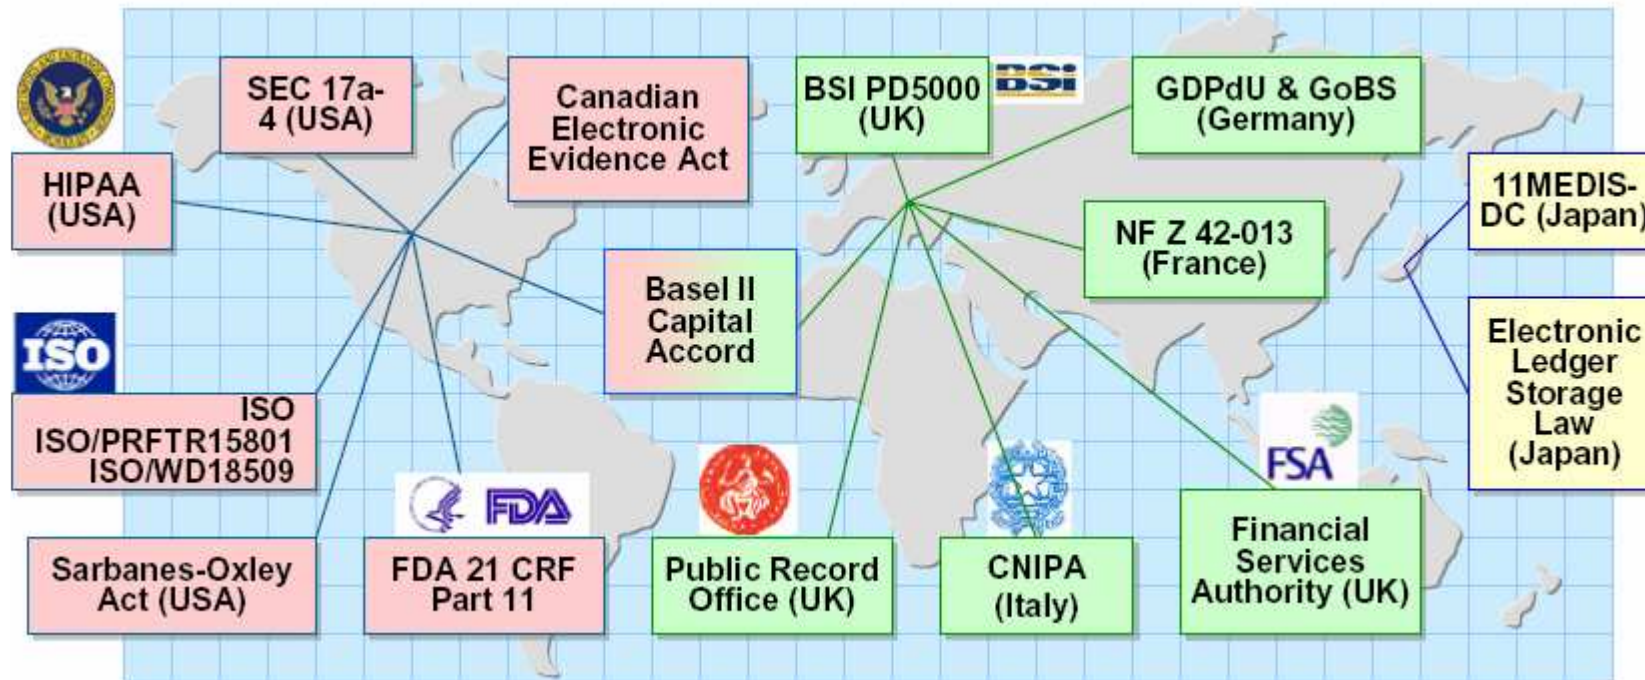 SEC 17a-
4 (USA)
Canadian
Electronic
Evidence Act
BSI PD5000
(UK)
BSi
GDPdU & GoBS
(Germany)
HIPAA
(USA)
11MEDIS-
DC (Japan)
NF Z 42-013
(France)
Basel II
Capital
Accord
ISO
Electronic
Ledger
Storage
Law
(Japan)
ISO
ISO/PRFTR15801
ISO/WD18509
FSA
FDA
Sarbanes-Oxley
Act (USA)
FDA 21 CRF
Part 11
Public Record
Office (UK)
CNIPA
(Italy)
Financial
Services
Authority (UK)